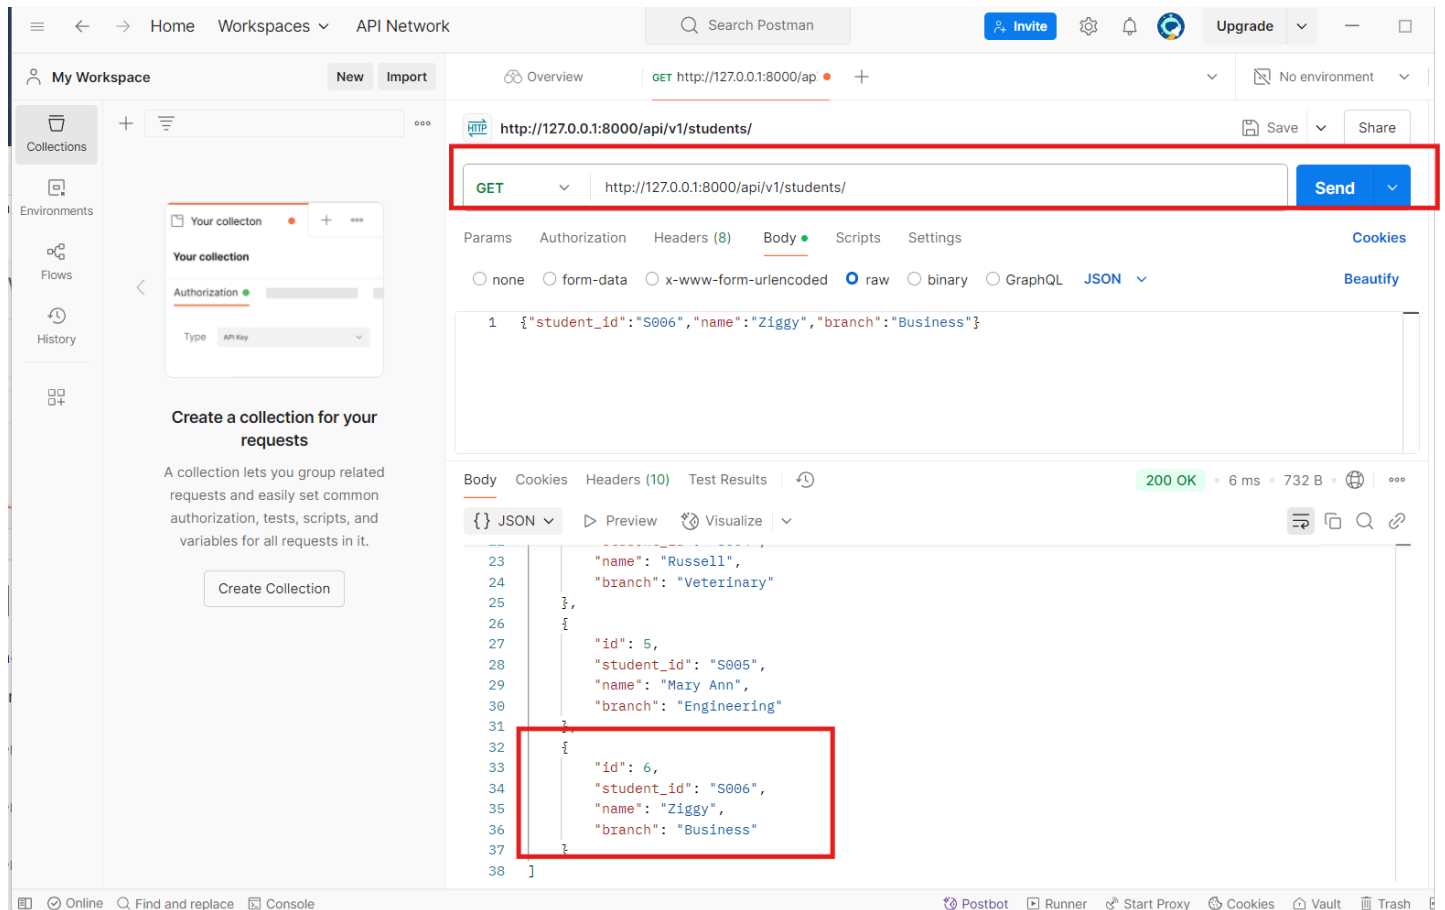 Home Workspaces API Network Search Postman Invite Upgrade
My Workspace New Import Overview GET http://127.0.0.1:8000/ap No environment
Collections
Environments
Flows
History
Your collecton
Your collection
Authorization
Type API Key
Create a collection for your
requests
A collection lets you group related
requests and easily set common
authorization, tests, scripts, and
variables for all requests in it.
Create Collection
HTTP http://127.0.0.1:8000/api/v1/students/ Save Share
GET http://127.0.0.1:8000/api/v1/students/ Send
Params Authorization Headers (8) Body Scripts Settings Cookies
none form-data x-www-form-urlencoded raw binary GraphQL JSON Beautify
1 {"student_id":"S006","name":"Ziggy","branch":"Business"}
Body Cookies Headers (10) Test Results 200 OK 6 ms 732 B
{} JSON Preview Visualize
23 "name": "Russell",
24 "branch": "Veterinary"
25 },
26 {
27 "id": 5,
28 "student_id": "S005",
29 "name": "Mary Ann",
30 "branch": "Engineering"
31 },
32 {
33 "id": 6,
34 "student_id": "S006",
35 "name": "Ziggy",
36 "branch": "Business"
37 }
38 ]
Online Find and replace Console Postbot Runner Start Proxy Cookies Vault Trash